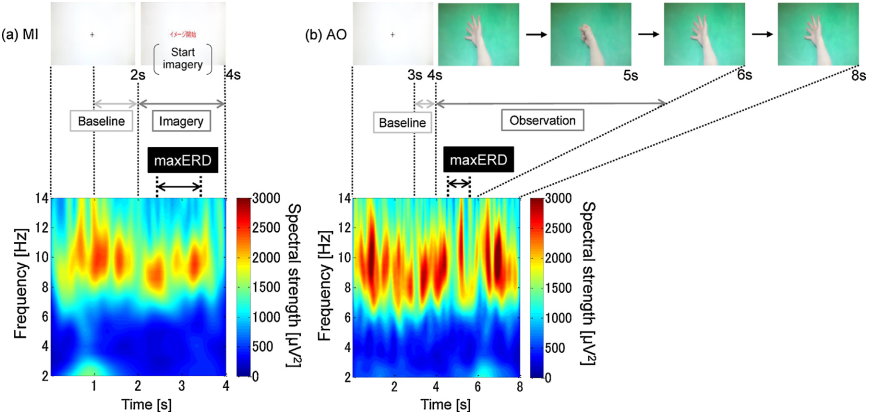 (a) MI
+
イメージ開始
Start
imagery
2s
4s
Baseline
Imagery
maxERD
14
12
10
8
6
4
2
Frequency [Hz]
1
2
3
4
Time [s]
3000
2500
2000
1500
1000
500
0
Spectral strength [μV²]
(b) AO
+
3s 4s
5s
6s
8s
Baseline
Observation
maxERD
14
12
10
8
6
4
2
Frequency [Hz]
2
4
6
8
Time [s]
3000
2500
2000
1500
1000
500
0
Spectral strength [μV²]